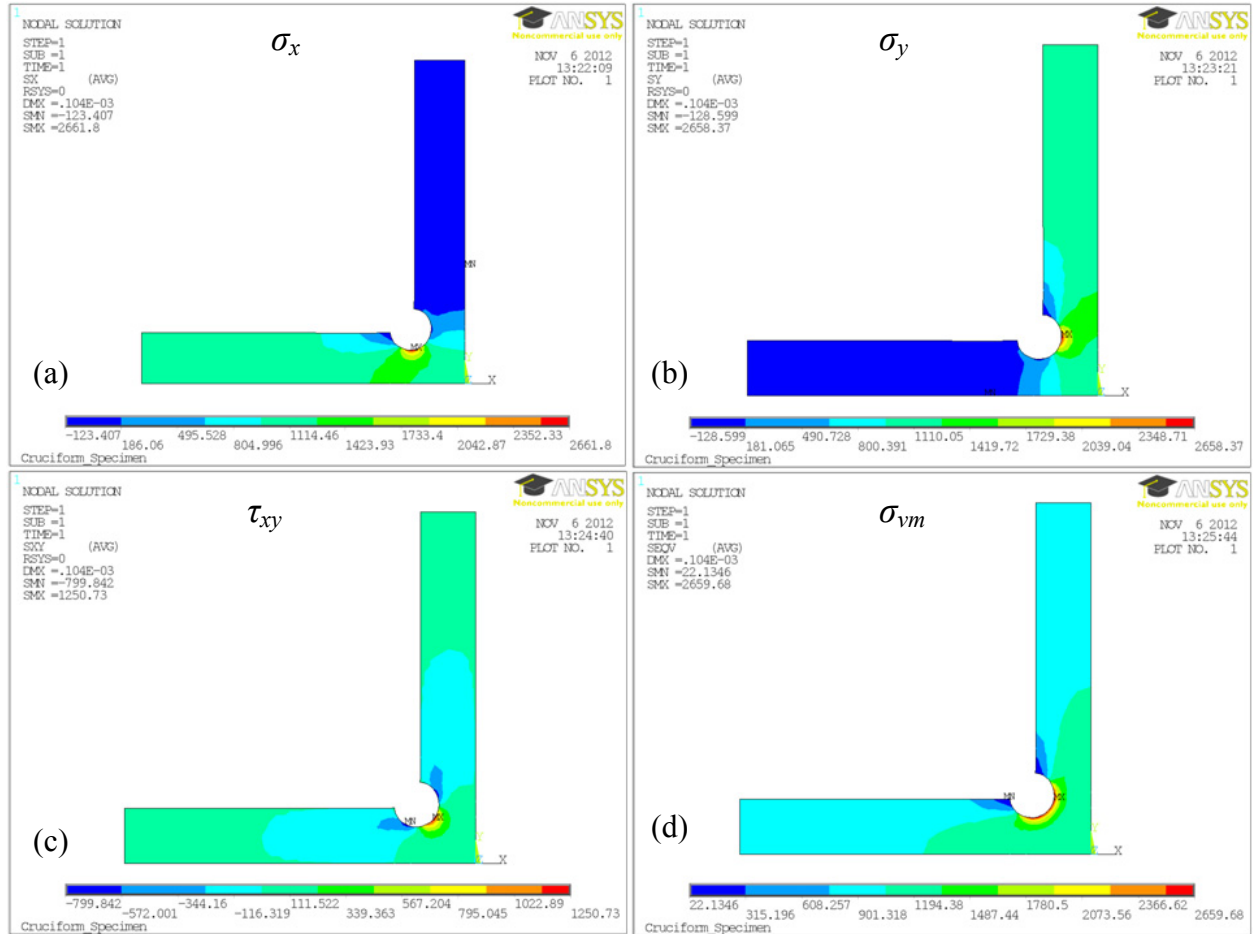 1
NODAL SOLUTION
STEP=1
SUB =1
TIME=1
SX (AVG)
RSYS=0
DMX =.104E-03
SMN =-123.407
SMX =2661.8
σx
ANSYS
Noncommercial use only
NOV 6 2012
13:22:09
PLOT NO. 1
MN
MX
Y
Z X
(a)
-123.407 186.06 495.528 804.996 1114.46 1423.93 1733.4 2042.87 2352.33 2661.8
Cruciform_Specimen
1
NODAL SOLUTION
STEP=1
SUB =1
TIME=1
SY (AVG)
RSYS=0
DMX =.104E-03
SMN =-128.599
SMX =2658.37
σy
ANSYS
Noncommercial use only
NOV 6 2012
13:23:21
PLOT NO. 1
MX
MN
Y
Z X
(b)
-128.599 181.065 490.728 800.391 1110.05 1419.72 1729.38 2039.04 2348.71 2658.37
Cruciform_Specimen
1
NODAL SOLUTION
STEP=1
SUB =1
TIME=1
SXY (AVG)
RSYS=0
DMX =.104E-03
SMN =-799.842
SMX =1250.73
τxy
ANSYS
Noncommercial use only
NOV 6 2012
13:24:40
PLOT NO. 1
MN
MX
Y
Z X
(c)
-799.842 -572.001 -344.16 -116.319 111.522 339.363 567.204 795.045 1022.89 1250.73
Cruciform_Specimen
1
NODAL SOLUTION
STEP=1
SUB =1
TIME=1
SEQV (AVG)
DMX =.104E-03
SMN =22.1346
SMX =2659.68
σvm
ANSYS
Noncommercial use only
NOV 6 2012
13:25:44
PLOT NO. 1
MN
MX
Y
Z X
(d)
22.1346 315.196 608.257 901.318 1194.38 1487.44 1780.5 2073.56 2366.62 2659.68
Cruciform_Specimen